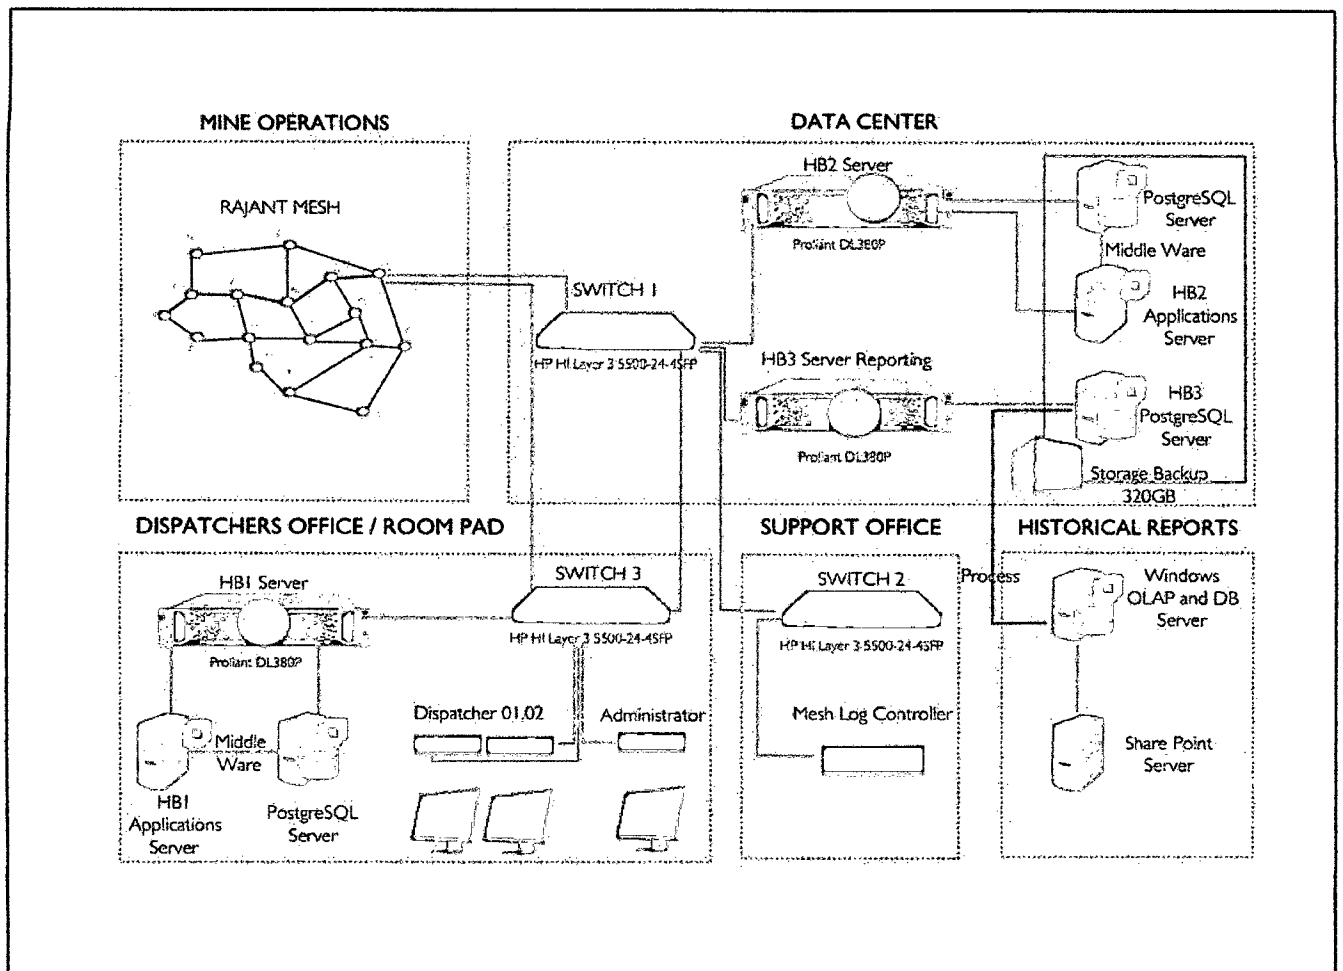 MINE OPERATIONS
RAJANT MESH
DATA CENTER
HB2 Server
Proliant DL380P
PostgreSQL
Server
Middle Ware
HB2
Applications
Server
SWITCH 1
HP HI Layer 3 5500-24-4SFP
HB3 Server Reporting
Proliant DL380P
HB3
PostgreSQL
Server
Storage Backup
320GB
DISPATCHERS OFFICE / ROOM PAD
HB1 Server
Proliant DL380P
SWITCH 3
HP HI Layer 3 5500-24-4SFP
Middle
Ware
HB1
Applications
Server
PostgreSQL
Server
Dispatcher 01.02
Administrator
SUPPORT OFFICE
SWITCH 2
HP HI Layer 3 5500-24-4SFP
Mesh Log Controller
HISTORICAL REPORTS
Process
Windows
OLAP and DB
Server
Share Point
Server